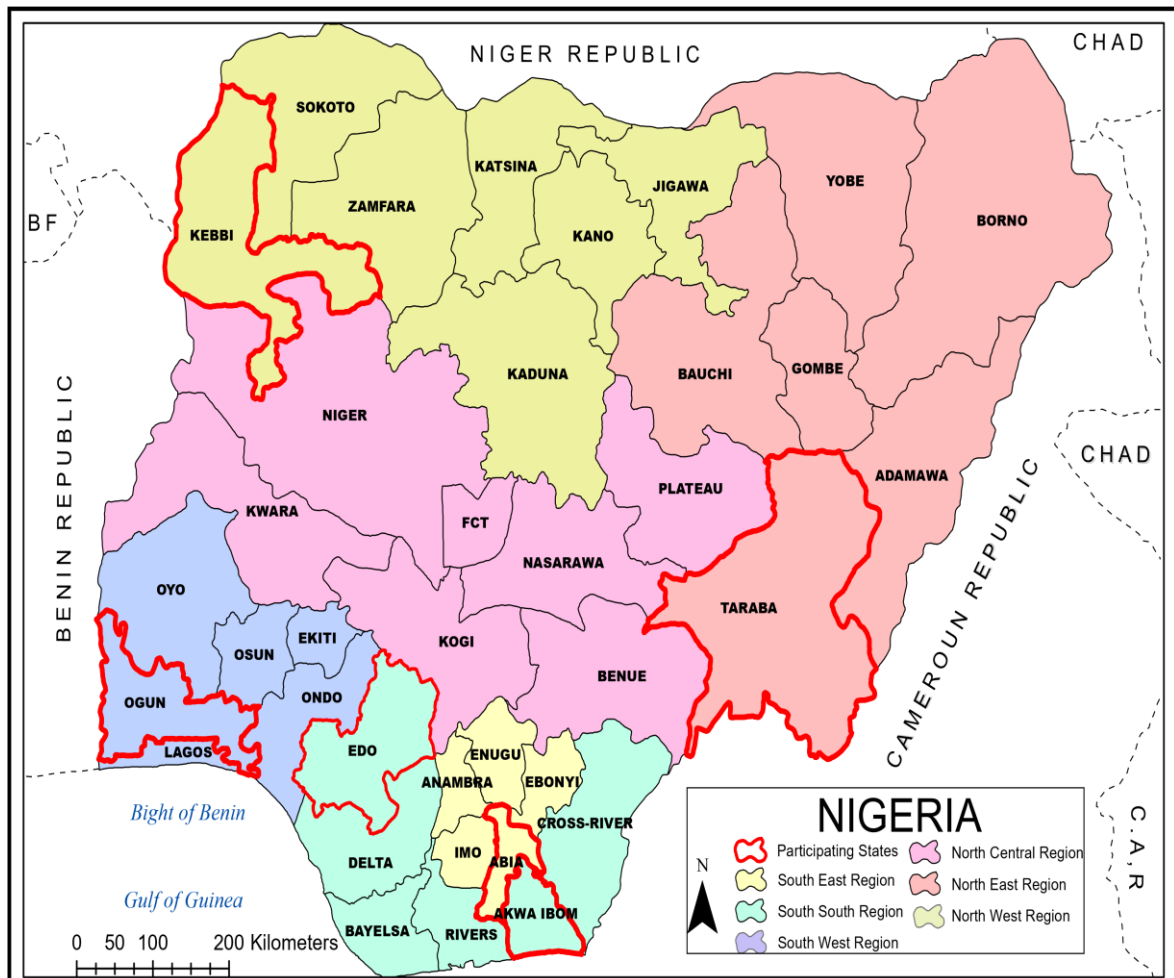 NIGER REPUBLIC
CHAD
SOKOTO
KATSINA
JIGAWA
YOBE
BORNO
ZAMFARA
KEBBI
KANO
BF
BAUCHI
GOMBE
KADUNA
NIGER
BENIN REPUBLIC
CHAD
ADAMAWA
PLATEAU
KWARA
FCT
NASARAWA
CAMEROUN REPUBLIC
OYO
TARABA
EKITI
OSUN
KOGI
BENUE
OGUN
ONDO
LAGOS
EDO
ENUGU
ANAMBRA
EBONYI
Bight of Benin
CROSS-RIVER
IMO
ABIA
DELTA
Gulf of Guinea
AKWA IBOM
BAYELSA
RIVERS
C.A,R
0 50 100 200 Kilometers
NIGERIA
N
Participating States
South East Region
South South Region
South West Region
North Central Region
North East Region
North West Region